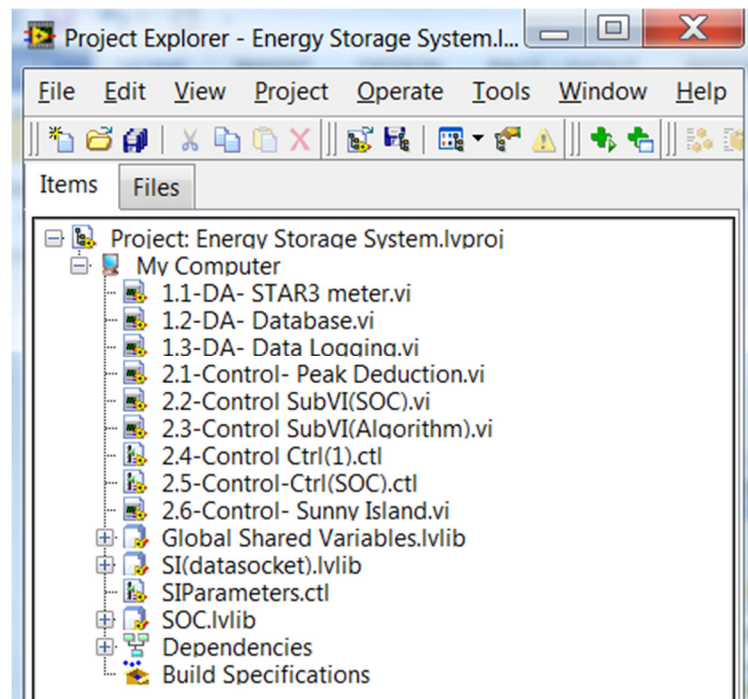 Project Explorer - Energy Storage System.l...
File Edit View Project Operate Tools Window Help
Items Files
Project: Energy Storage System.lvproj
My Computer
1.1-DA- STAR3 meter.vi
1.2-DA- Database.vi
1.3-DA- Data Logging.vi
2.1-Control- Peak Deduction.vi
2.2-Control SubVI(SOC).vi
2.3-Control SubVI(Algorithm).vi
2.4-Control Ctrl(1).ctl
2.5-Control-Ctrl(SOC).ctl
2.6-Control- Sunny Island.vi
Global Shared Variables.lvlib
SI(datasocket).lvlib
SIParameters.ctl
SOC.lvlib
Dependencies
Build Specifications